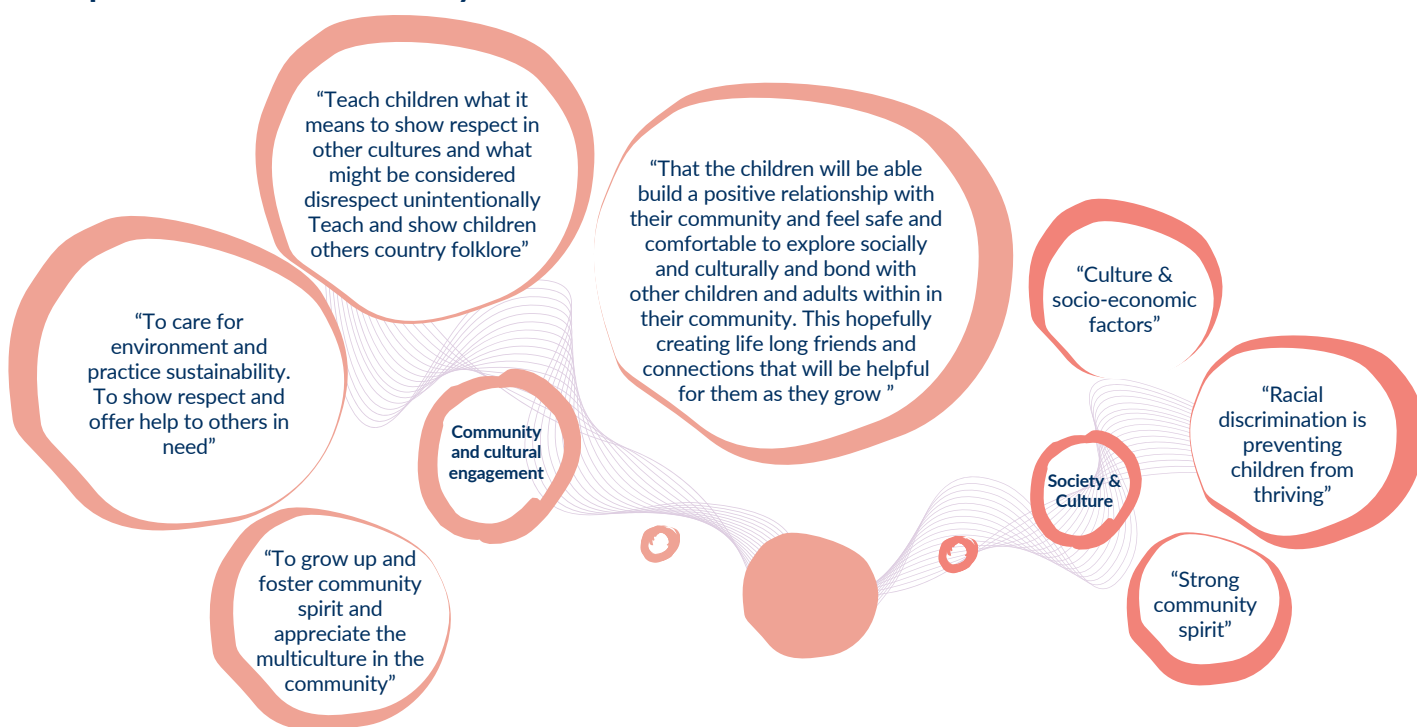 “Teach children what it
means to show respect in
other cultures and what
might be considered
disrespect unintentionally
Teach and show children
others country folklore”
“That the children will be able
build a positive relationship with
their community and feel safe and
comfortable to explore socially
and culturally and bond with
other children and adults within in
their community. This hopefully
creating life long friends and
connections that will be helpful
for them as they grow ”
“Culture &
socio-economic
factors”
“To care for
environment and
practice sustainability.
To show respect and
offer help to others in
need”
“Racial
discrimination is
preventing
children from
thriving”
Community
and cultural
engagement
Society &
Culture
“To grow up and
foster community
spirit and
appreciate the
multiculture in the
community”
“Strong
community
spirit”